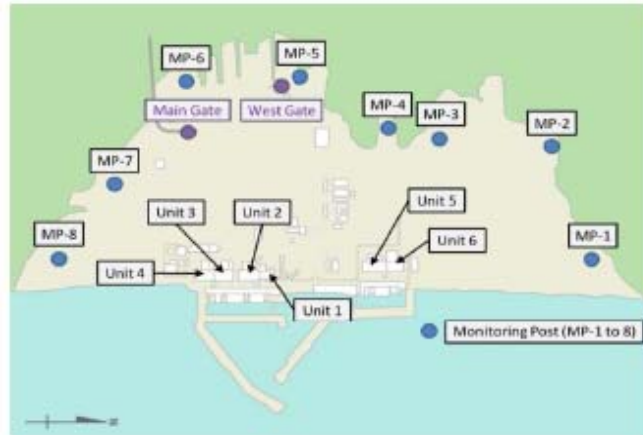 MP-6
MP-5
Main Gate
West Gate
MP-4
MP-3
MP-2
MP-7
Unit 3
Unit 2
Unit 5
MP-8
Unit 6
MP-1
Unit 4
Unit 1
Monitoring Post (MP-1 to 8)